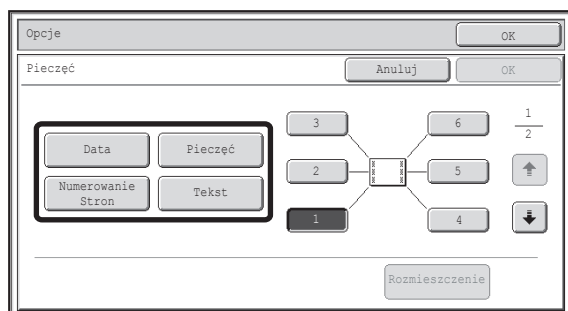 Opcje
OK
Pieczęć
Anuluj
OK
3
6
1
2
Data
Pieczęć
2
5
Numerowanie
Stron
Tekst
1
4
Rozmieszczenie